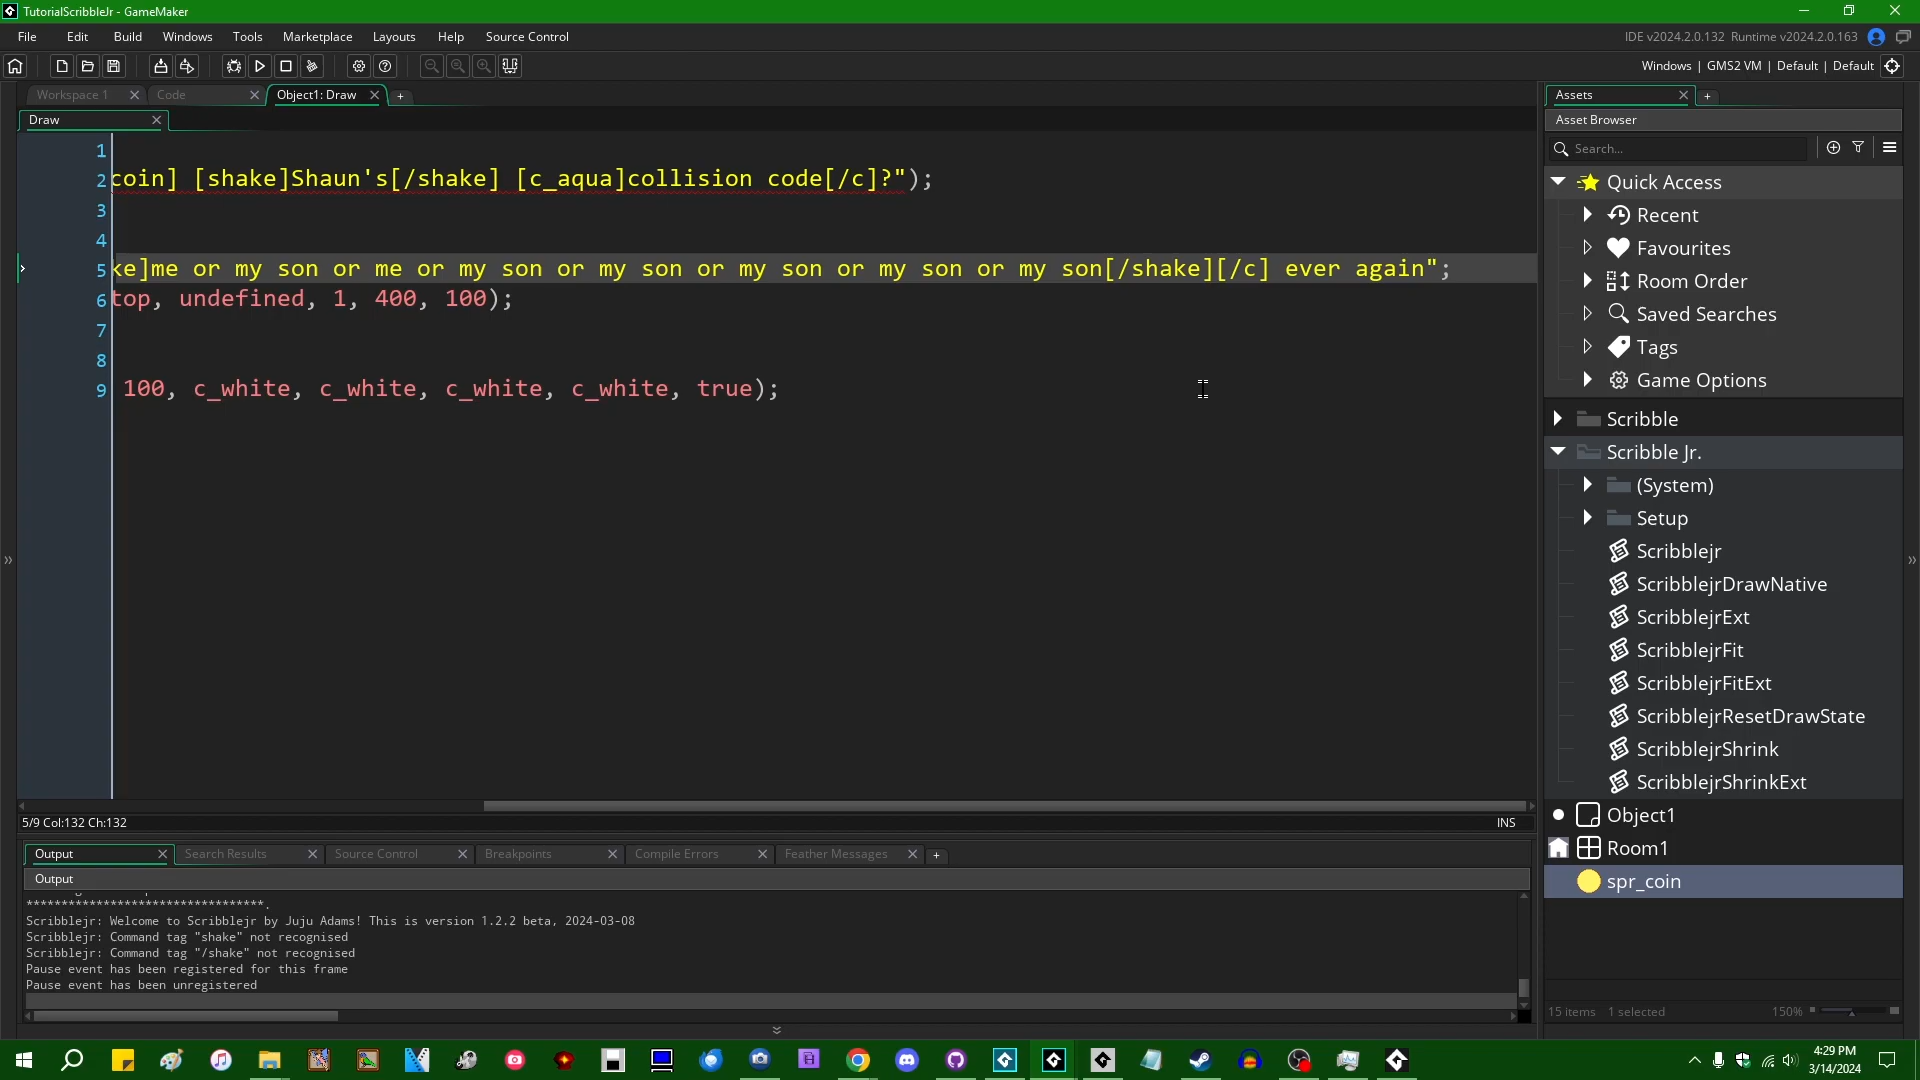 TutorialScribbleJr - GameMaker
File Edit Build Windows Tools Marketplace Layouts Help Source Control
IDE v2024.2.0.132 Runtime v2024.2.0.163
Windows | GMS2 VM | Default | Default
Workspace 1 Code Object1: Draw
Draw
1
2 coin] [shake]Shaun's[/shake] [c_aqua]collision code[/c]?");
3
4
5 ke]me or my son or me or my son or my son or my son or my son or my son[/shake][/c] ever again";
6 top, undefined, 1, 400, 100);
7
8
9 100, c_white, c_white, c_white, c_white, true);
5/9 Col:132 Ch:132
INS
Output Search Results Source Control Breakpoints Compile Errors Feather Messages
Output
**********************************.
Scribblejr: Welcome to Scribblejr by Juju Adams! This is version 1.2.2 beta, 2024-03-08
Scribblejr: Command tag "shake" not recognised
Scribblejr: Command tag "/shake" not recognised
Pause event has been registered for this frame
Pause event has been unregistered
Assets
Asset Browser
Search...
Quick Access
Recent
Favourites
Room Order
Saved Searches
Tags
Game Options
Scribble
Scribble Jr.
(System)
Setup
Scribblejr
ScribblejrDrawNative
ScribblejrExt
ScribblejrFit
ScribblejrFitExt
ScribblejrResetDrawState
ScribblejrShrink
ScribblejrShrinkExt
Object1
Room1
spr_coin
15 items 1 selected 150%
4:29 PM
3/14/2024